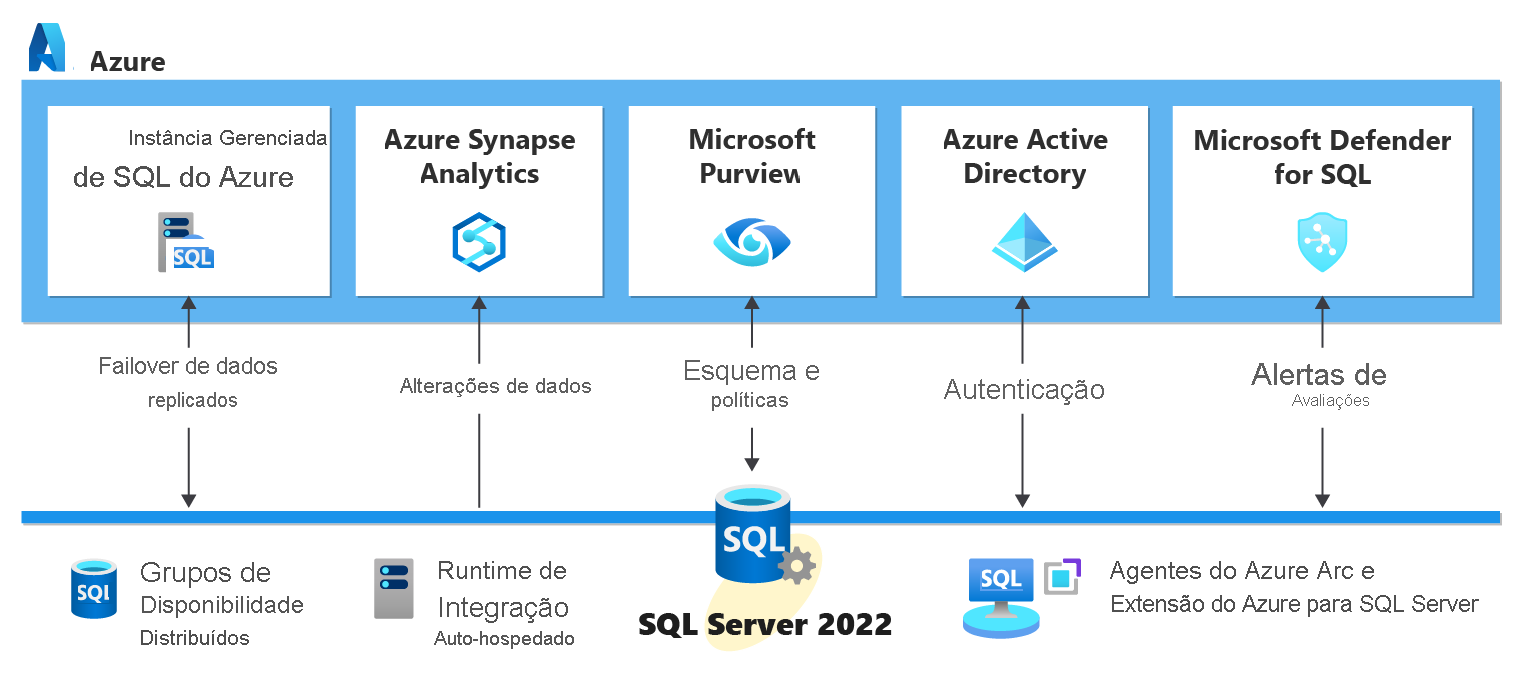 Azure
Instância Gerenciada
de SQL do Azure
SQL
Azure Synapse
Analytics
Microsoft
Purview
Azure Active
Directory
Microsoft Defender
for SQL
Failover de dados
replicados
Alterações de dados
Esquema e
políticas
Autenticação
Alertas de
Avaliações
SQL
Grupos de
Disponibilidade
Distribuídos
Runtime de
Integração
Auto-hospedado
SQL
SQL Server 2022
SQL
Agentes do Azure Arc e
Extensão do Azure para SQL Server